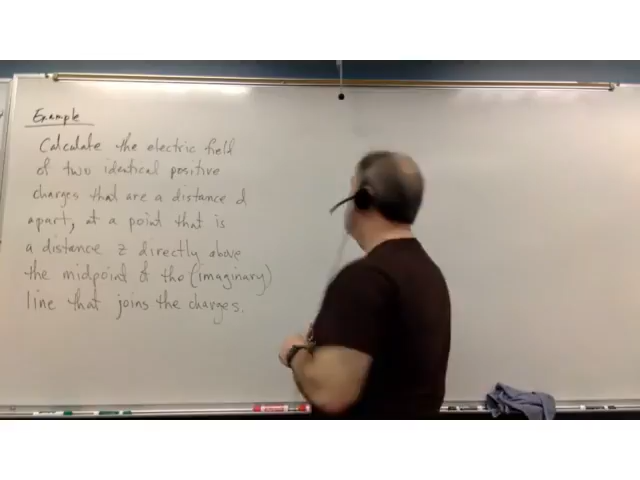 Example
Calculate the electric field
of two identical positive
charges that are a distance d
apart, at a point that is
a distance z directly above
the midpoint of the (imaginary)
line that joins the charges.